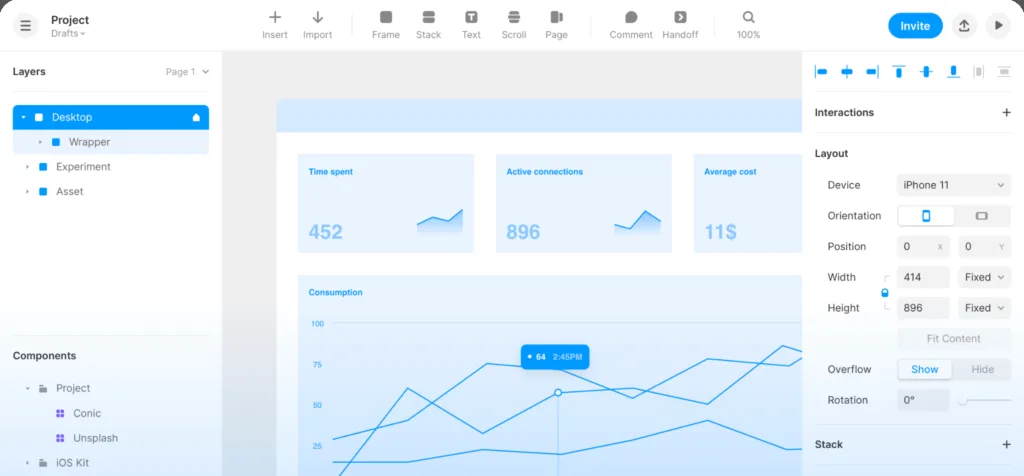 Project
Drafts
Insert
Import
Frame
Stack
Text
Scroll
Page
Comment
Handoff
100%
Invite
Layers
Page 1
Desktop
Wrapper
Experiment
Asset
Components
Project
Conic
Unsplash
iOS Kit
Time spent
452
Active connections
896
Average cost
11$
Consumption
100
75
50
25
64 2:45PM
Interactions
Layout
Device
iPhone 11
Orientation
Position
0 X
0 Y
Width
414
Fixed
Height
896
Fixed
Fit Content
Overflow
Show
Hide
Rotation
0°
Stack